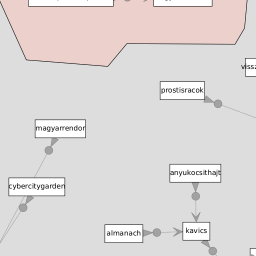 prostisracok
magyarrendor
anyukocsithajt
cybercitygarden
almanach
kavics